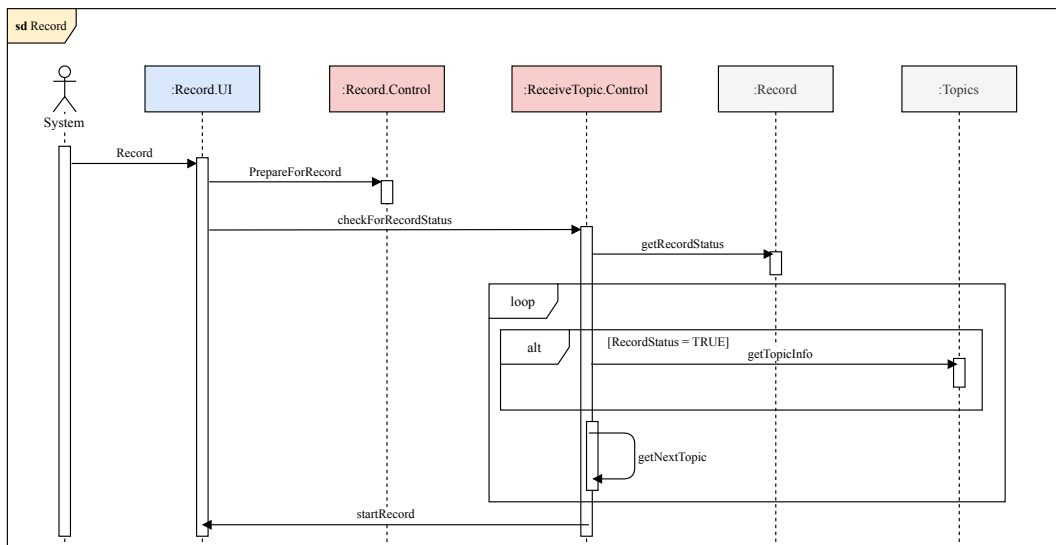 sd Record
:Record.UI
:Record.Control
:ReceiveTopic.Control
:Record
:Topics
System
Record
PrepareForRecord
checkForRecordStatus
getRecordStatus
loop
alt
[RecordStatus = TRUE]
getTopicInfo
getNextTopic
startRecord